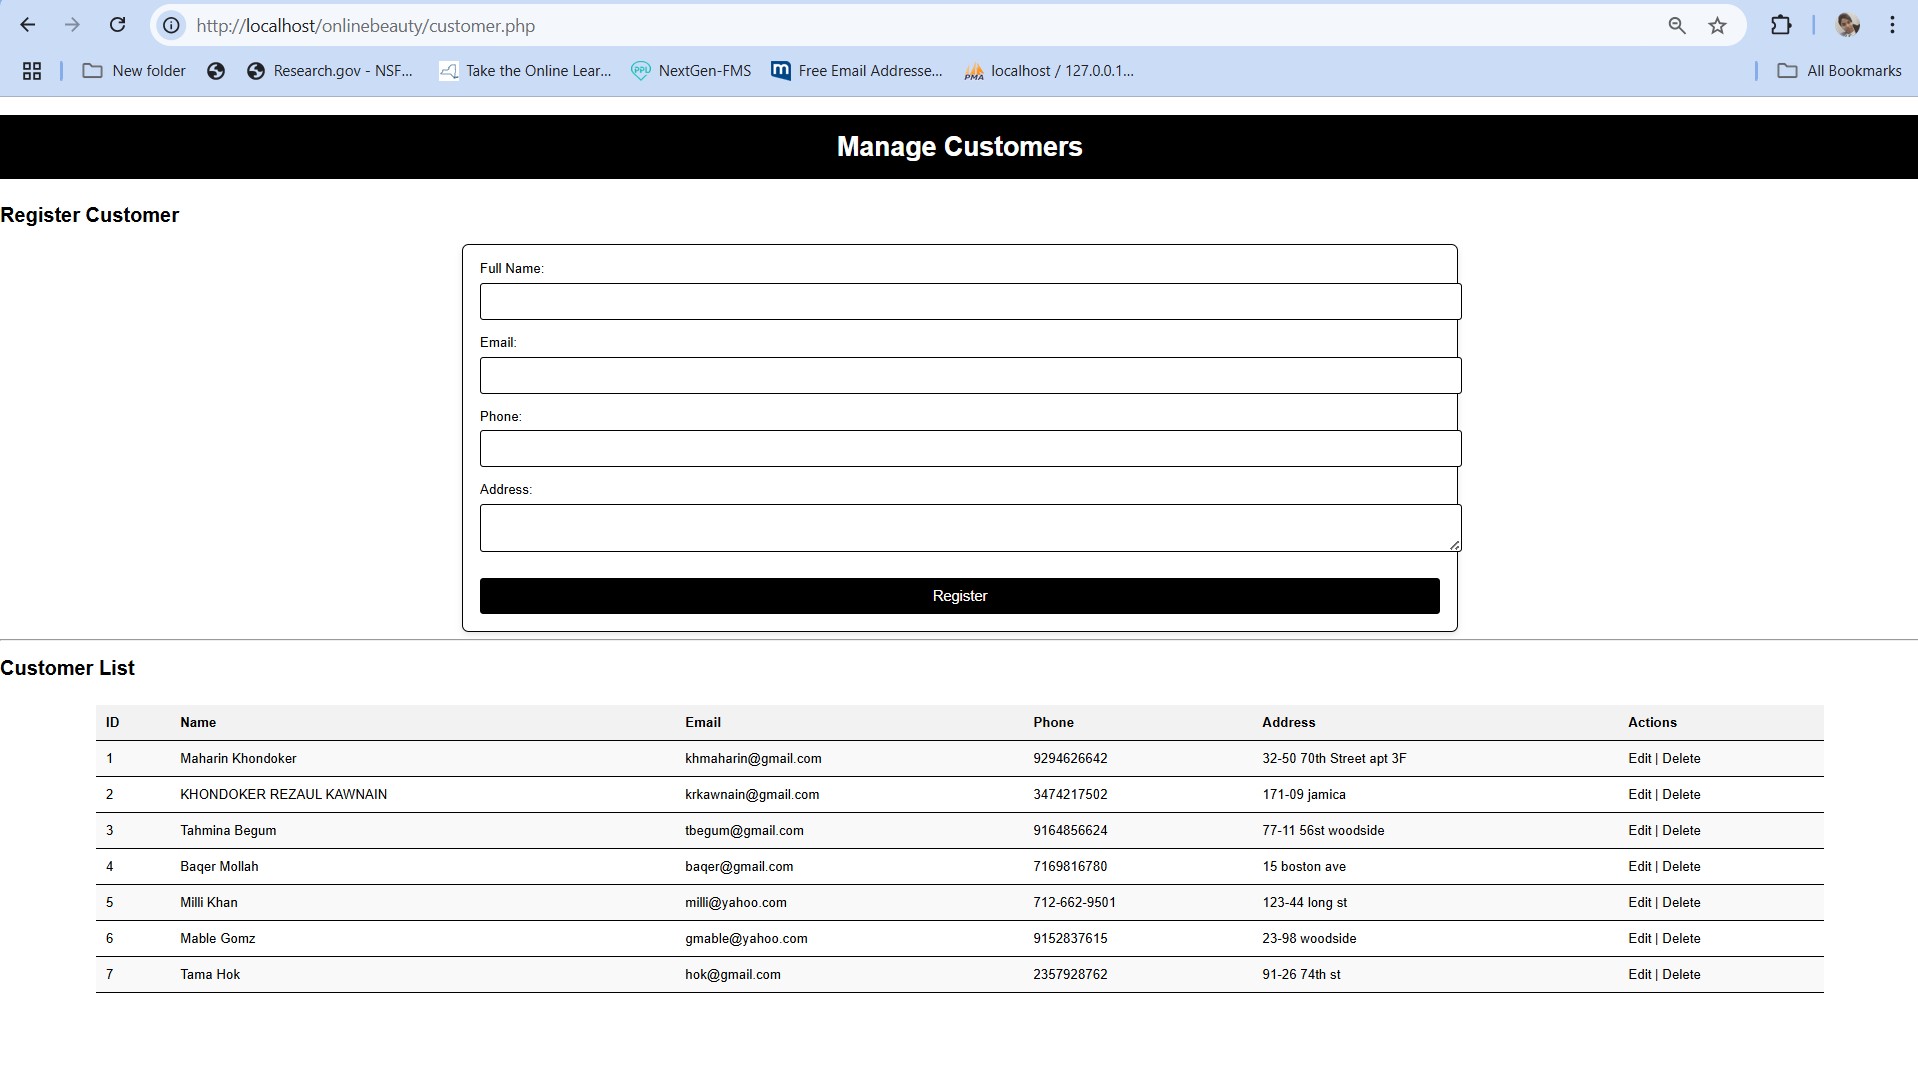 http://localhost/onlinebeauty/customer.php
New folder Research.gov - NSF... Take the Online Lear... PPL NextGen-FMS Free Email Addresse... PMA localhost / 127.0.0.1... All Bookmarks
Manage Customers
Register Customer
Full Name:
Email:
Phone:
Address:
Register
Customer List
ID Name Email Phone Address Actions
1 Maharin Khondoker khmaharin@gmail.com 9294626642 32-50 70th Street apt 3F Edit | Delete
2 KHONDOKER REZAUL KAWNAIN krkawnain@gmail.com 3474217502 171-09 jamica Edit | Delete
3 Tahmina Begum tbegum@gmail.com 9164856624 77-11 56st woodside Edit | Delete
4 Baqer Mollah baqer@gmail.com 7169816780 15 boston ave Edit | Delete
5 Milli Khan milli@yahoo.com 712-662-9501 123-44 long st Edit | Delete
6 Mable Gomz gmable@yahoo.com 9152837615 23-98 woodside Edit | Delete
7 Tama Hok hok@gmail.com 2357928762 91-26 74th st Edit | Delete